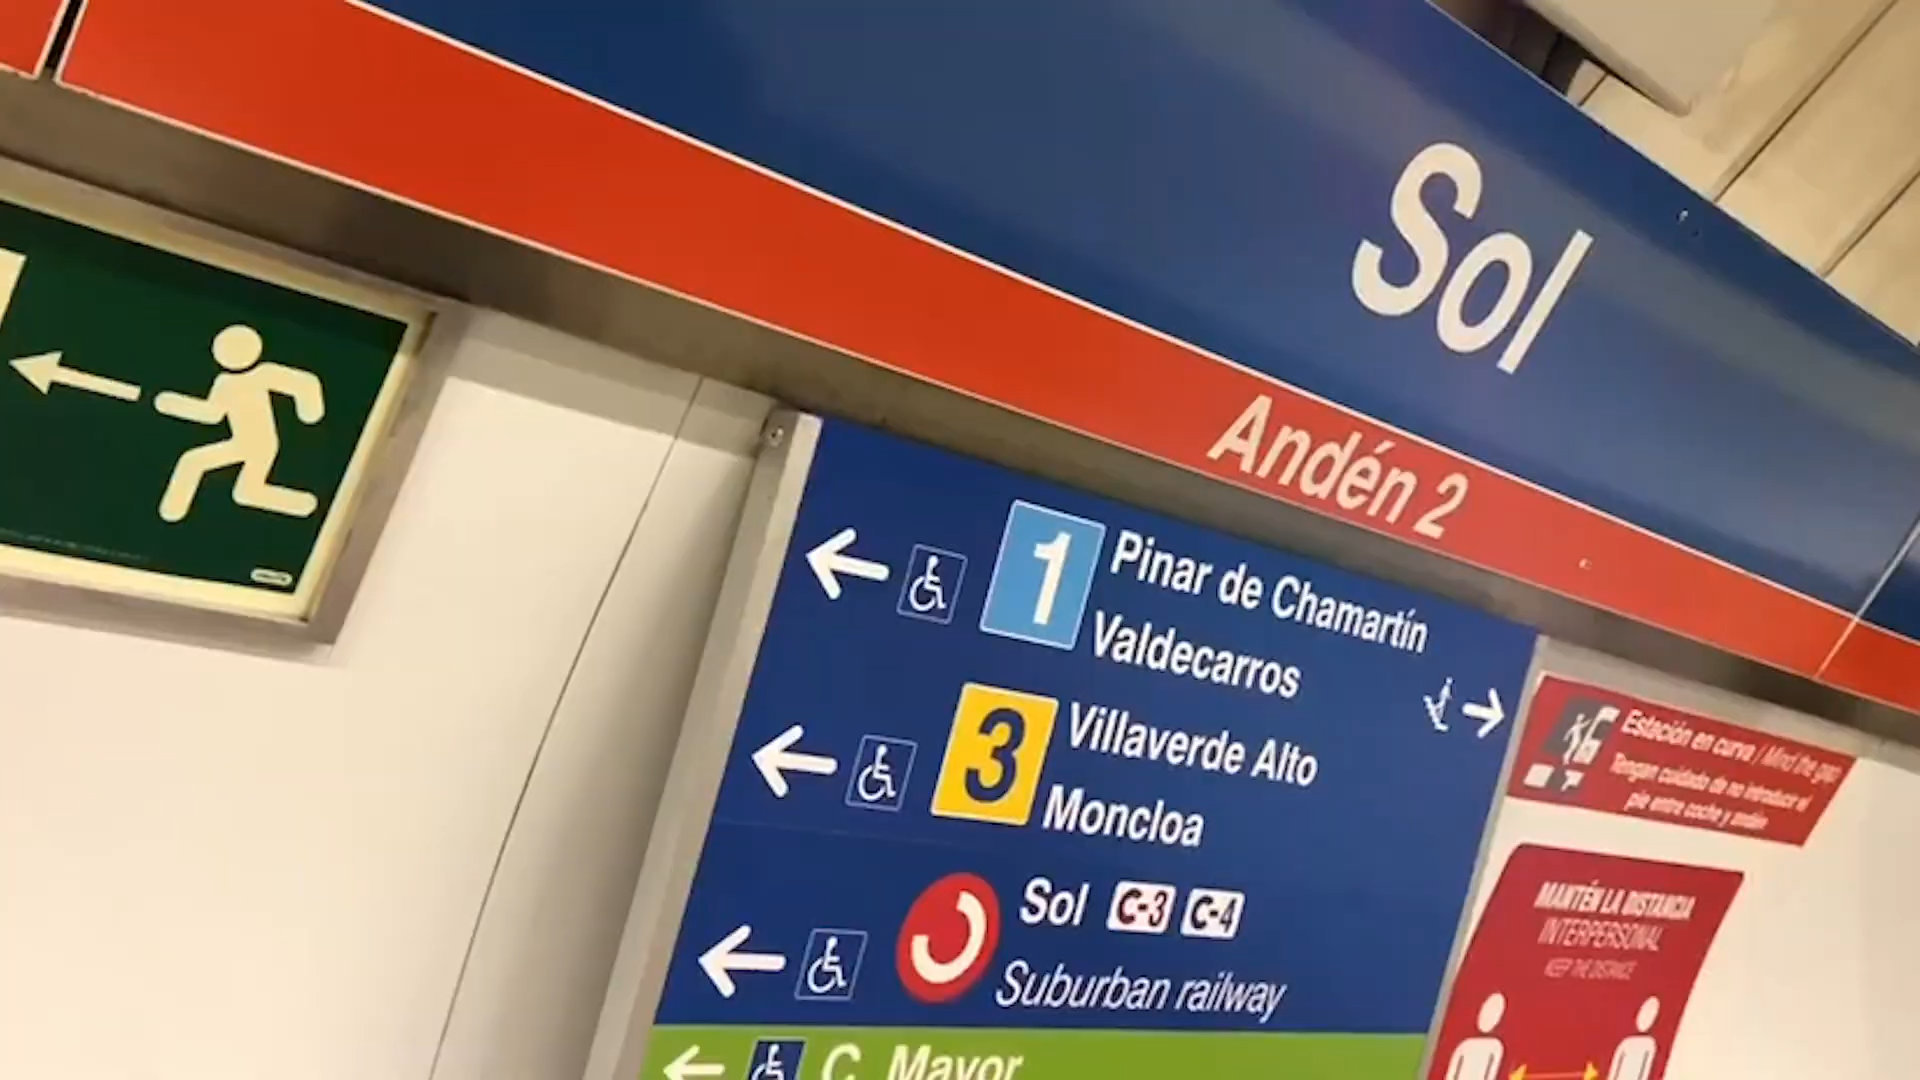 Sol
Andén 2
1 Pinar de Chamartín
Valdecarros
3 Villaverde Alto
Moncloa
Sol C-3 C-4
Suburban railway
C. Mayor
Estación en curva / Mind the gap
Tengan cuidado de no introducir el
pie entre coche y andén
MANTÉN LA DISTANCIA
INTERPERSONAL
KEEP THE DISTANCE